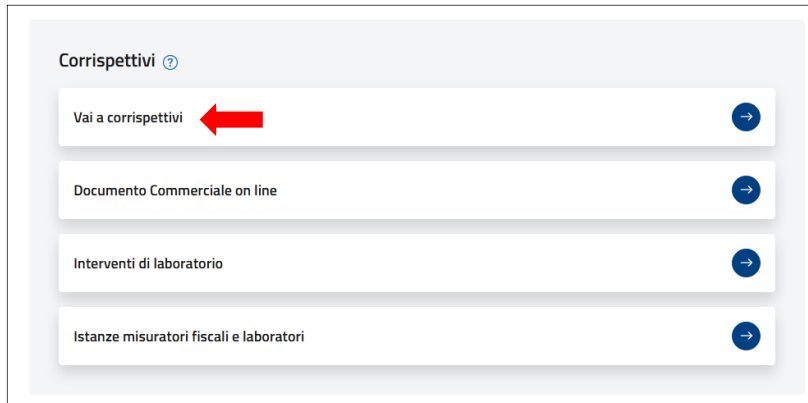 Corrispettivi ?
Vai a corrispettivi
Documento Commerciale on line
Interventi di laboratorio
Istanze misuratori fiscali e laboratori